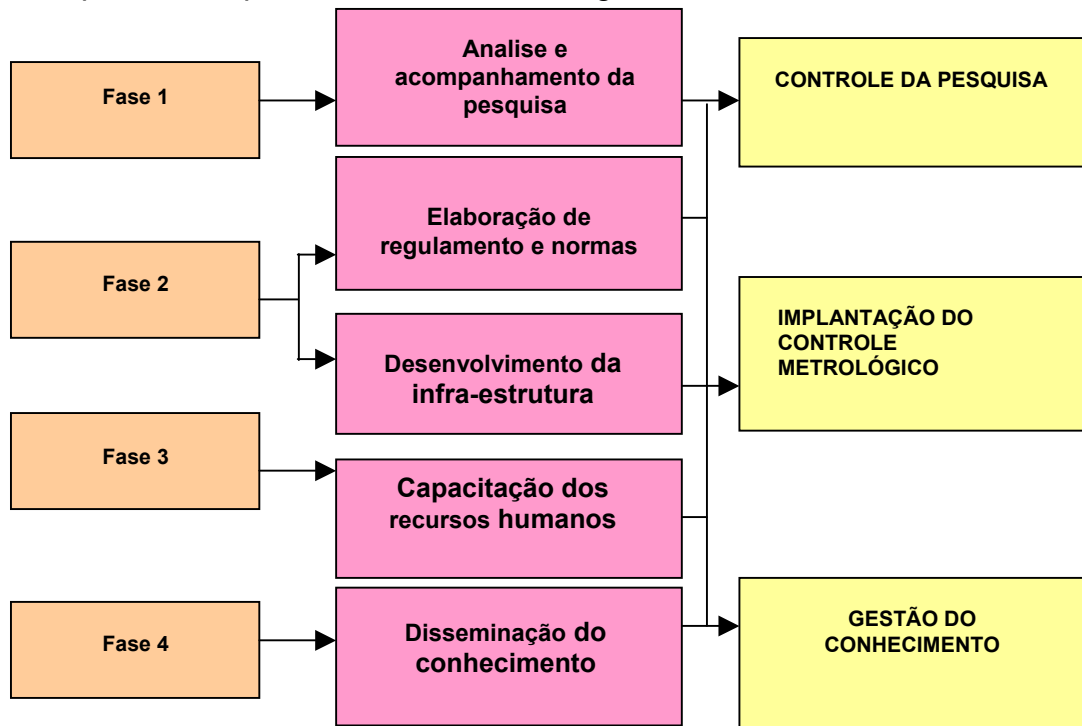 Fase 1
Analise e
acompanhamento da
pesquisa
CONTROLE DA PESQUISA
Fase 2
Elaboração de
regulamento e normas
Desenvolvimento da
infra-estrutura
IMPLANTAÇÃO DO
CONTROLE
METROLÓGICO
Fase 3
Capacitação dos
recursos humanos
Fase 4
Disseminação do
conhecimento
GESTÃO DO
CONHECIMENTO